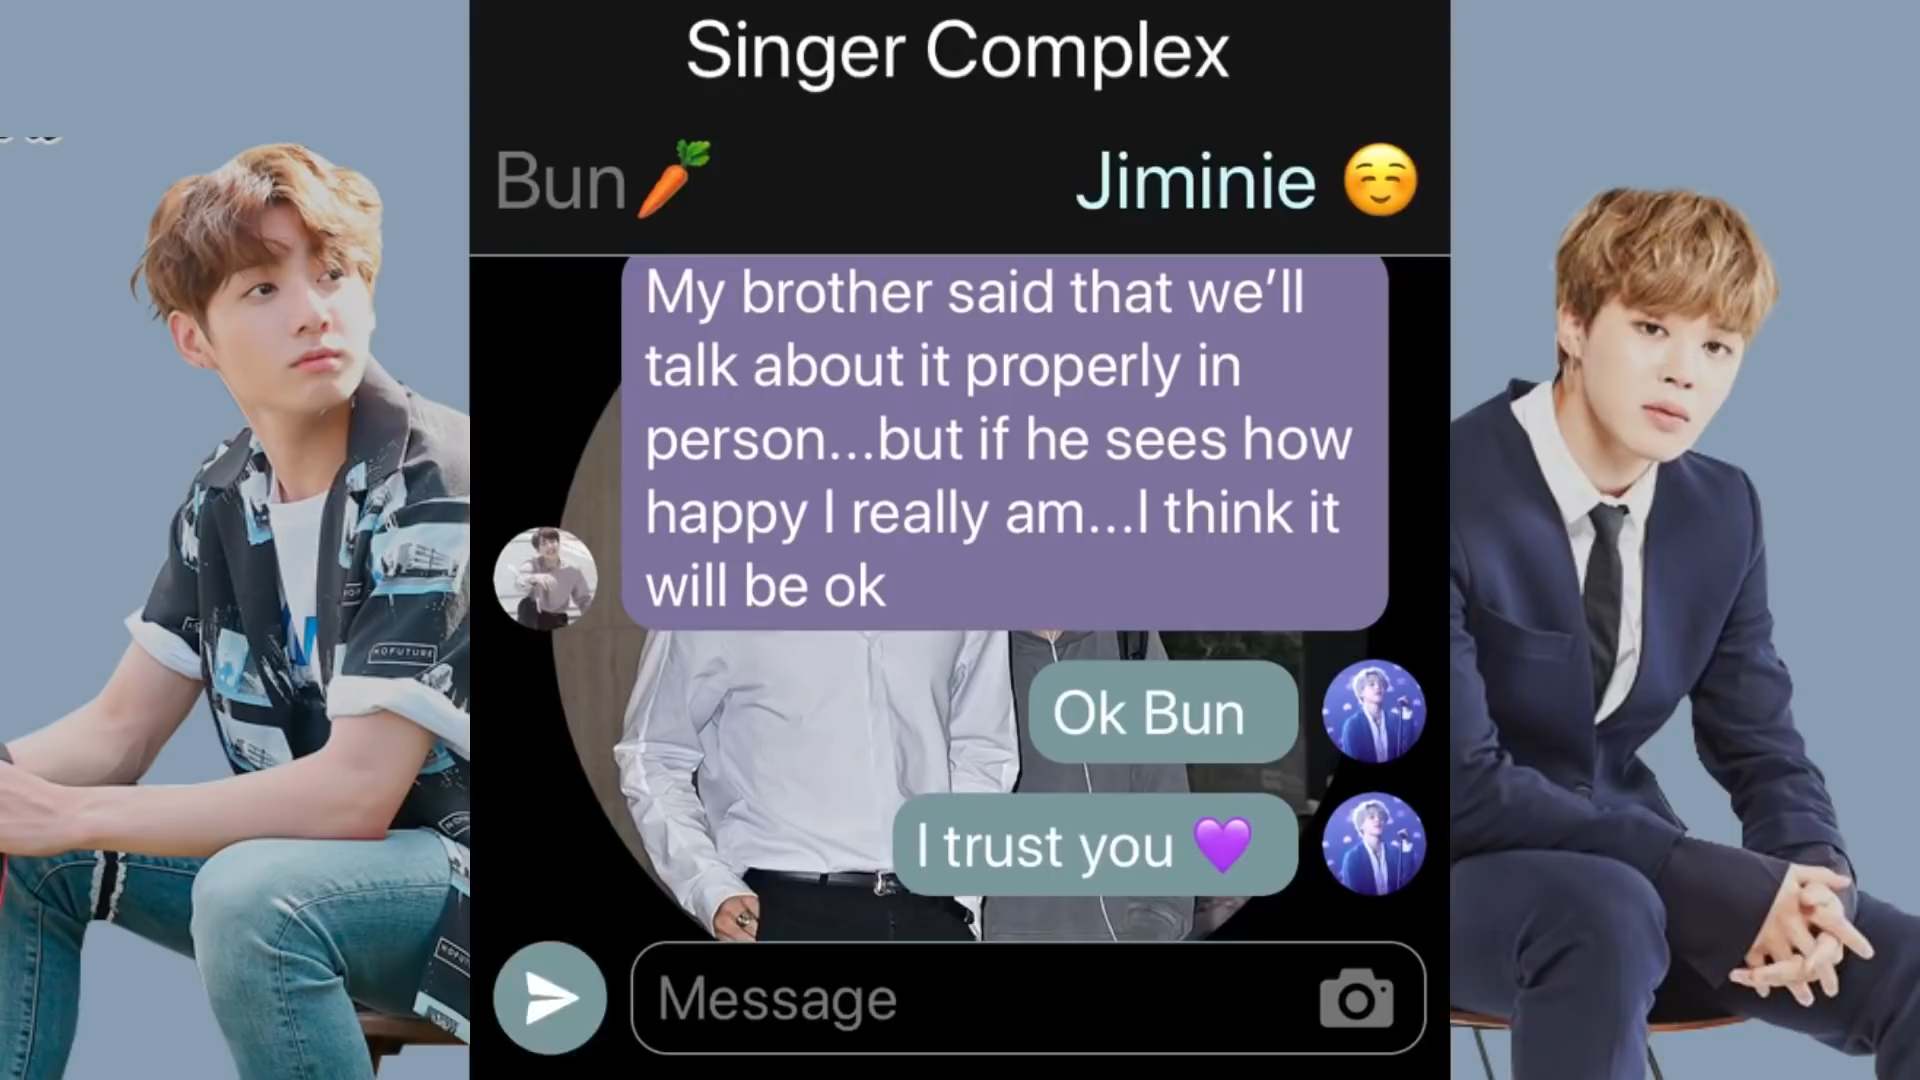 Singer Complex
Bun🥕
Jiminie ☺️
My brother said that we’ll
talk about it properly in
person...but if he sees how
happy I really am...I think it
will be ok
Ok Bun
I trust you 💜
Message
NOFUTURE